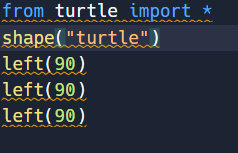 from turtle import *
shape("turtle")
left(90)
left(90)
left(90)